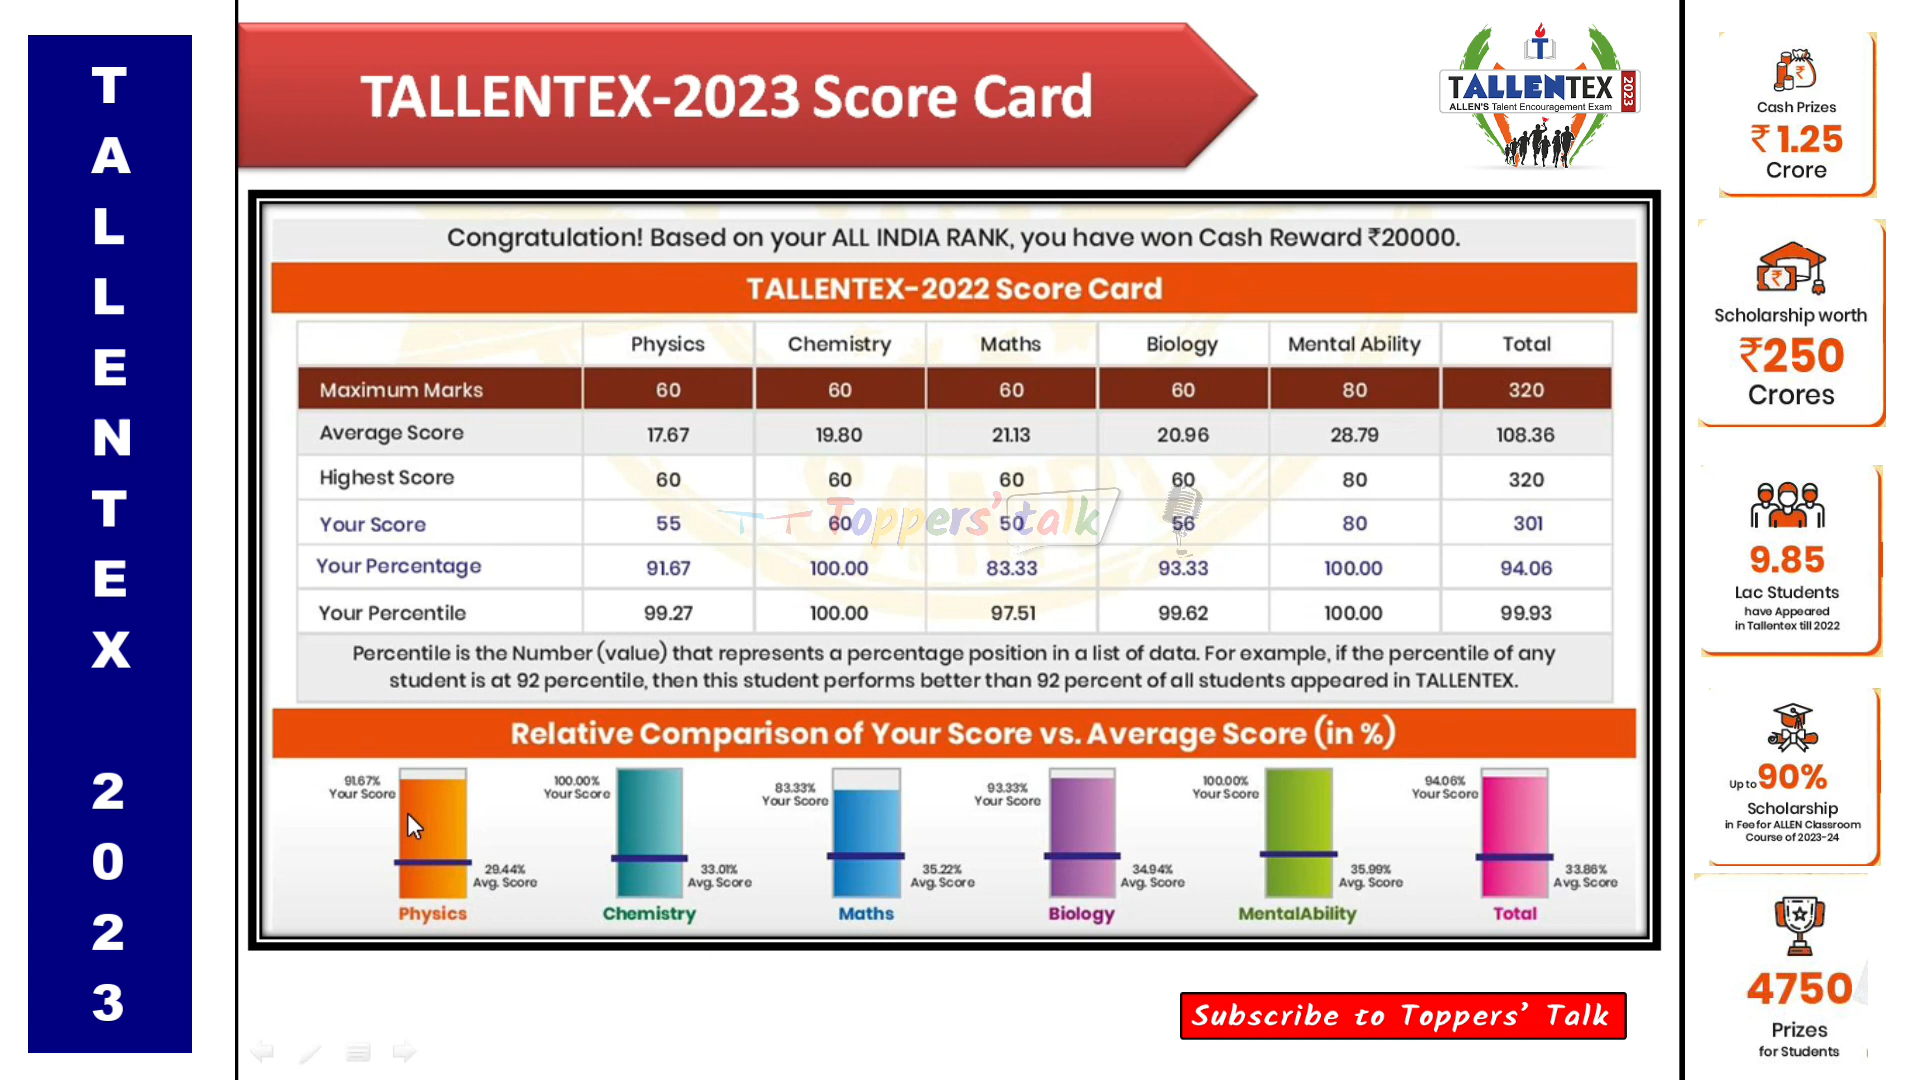 T
A
L
L
E
N
T
E
X
2
0
2
3
TALLENTEX-2023 Score Card
T
TALLENTEX 2023
ALLEN'S Talent Encouragement Exam
Congratulation! Based on your ALL INDIA RANK, you have won Cash Reward ₹20000.
TALLENTEX-2022 Score Card
Physics Chemistry Maths Biology Mental Ability Total
Maximum Marks 60 60 60 60 80 320
Average Score 17.67 19.80 21.13 20.96 28.79 108.36
Highest Score 60 60 60 60 80 320
Your Score 55 60 50 56 80 301
Toppers' talk
Your Percentage 91.67 100.00 83.33 93.33 100.00 94.06
Your Percentile 99.27 100.00 97.51 99.62 100.00 99.93
Percentile is the Number (value) that represents a percentage position in a list of data. For example, if the percentile of any
student is at 92 percentile, then this student performs better than 92 percent of all students appeared in TALLENTEX.
Relative Comparison of Your Score vs. Average Score (in %)
91.67%
Your Score
29.44%
Avg. Score
Physics
100.00%
Your Score
33.01%
Avg. Score
Chemistry
83.33%
Your Score
35.22%
Avg. Score
Maths
93.33%
Your Score
34.94%
Avg. Score
Biology
100.00%
Your Score
35.99%
Avg. Score
MentalAbility
94.06%
Your Score
33.86%
Avg. Score
Total
Subscribe to Toppers' Talk
Cash Prizes
₹1.25
Crore
Scholarship worth
₹250
Crores
9.85
Lac Students
have Appeared
in Tallentex till 2022
Up to 90%
Scholarship
in Fee for ALLEN Classroom
Course of 2023-24
4750
Prizes
for Students